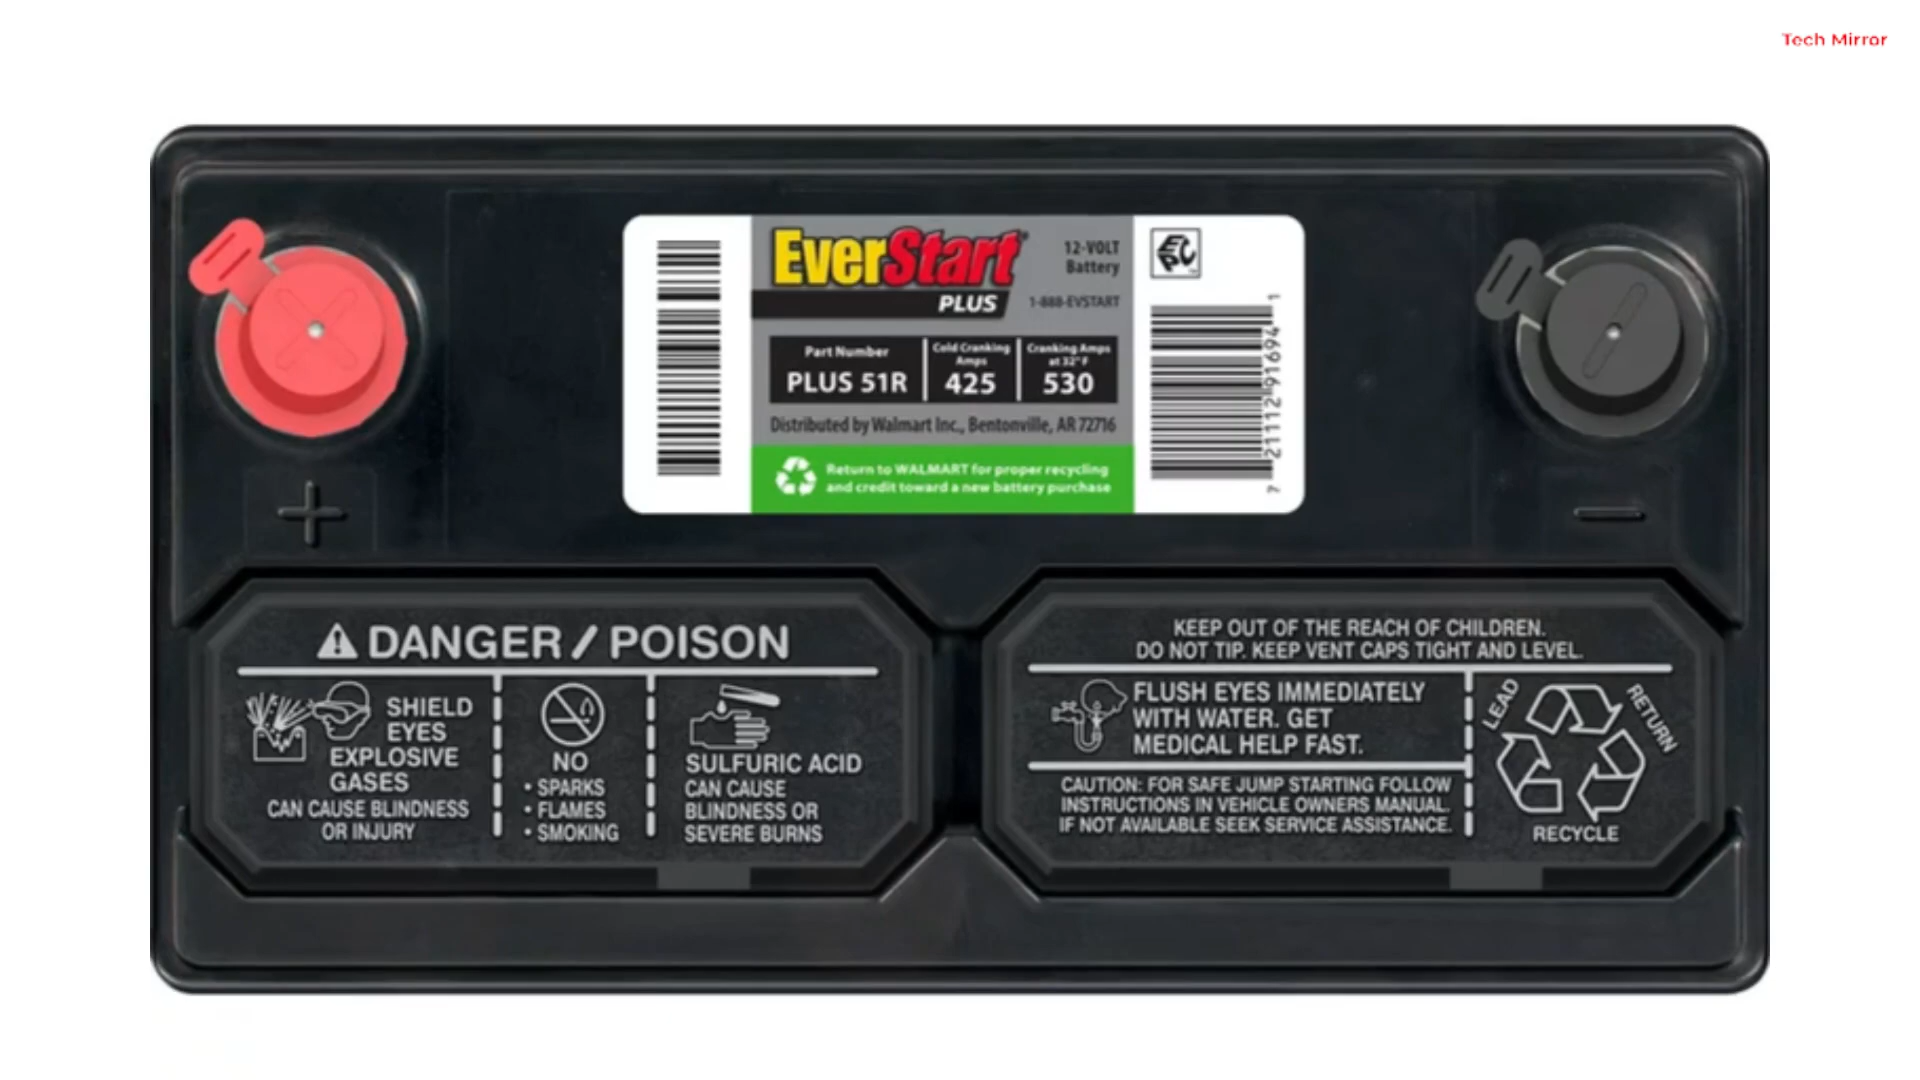 Tech Mirror
EverStart
PLUS
12-VOLT
Battery
1-888-EVSTART
Part Number
PLUS 51R
Cold Cranking
Amps
425
Cranking Amps
at 32° F
530
Distributed by Walmart Inc., Bentonville, AR 72716
Return to WALMART for proper recycling
and credit toward a new battery purchase
EPC
7 21112 91694 1
+
−
DANGER / POISON
SHIELD
EYES
EXPLOSIVE
GASES
CAN CAUSE BLINDNESS
OR INJURY
NO
• SPARKS
• FLAMES
• SMOKING
SULFURIC ACID
CAN CAUSE
BLINDNESS OR
SEVERE BURNS
KEEP OUT OF THE REACH OF CHILDREN.
DO NOT TIP. KEEP VENT CAPS TIGHT AND LEVEL.
FLUSH EYES IMMEDIATELY
WITH WATER. GET
MEDICAL HELP FAST.
CAUTION: FOR SAFE JUMP STARTING FOLLOW
INSTRUCTIONS IN VEHICLE OWNERS MANUAL.
IF NOT AVAILABLE SEEK SERVICE ASSISTANCE.
LEAD
RETURN
RECYCLE